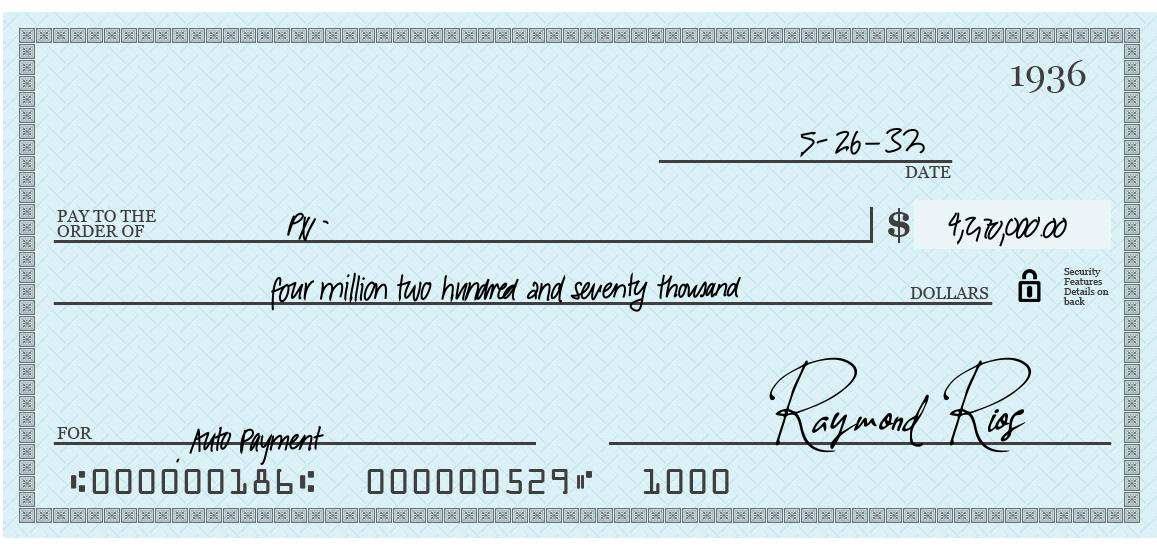 1936
5-26-32
DATE
PAY TO THE
ORDER OF
$ 4,270,000.00
four million two hundred and seventy thousand DOLLARS
Security
Features
Details on
back
Raymond Rios
FOR Auto Payment
⑆000000186⑆ 000000529⑈ 1000